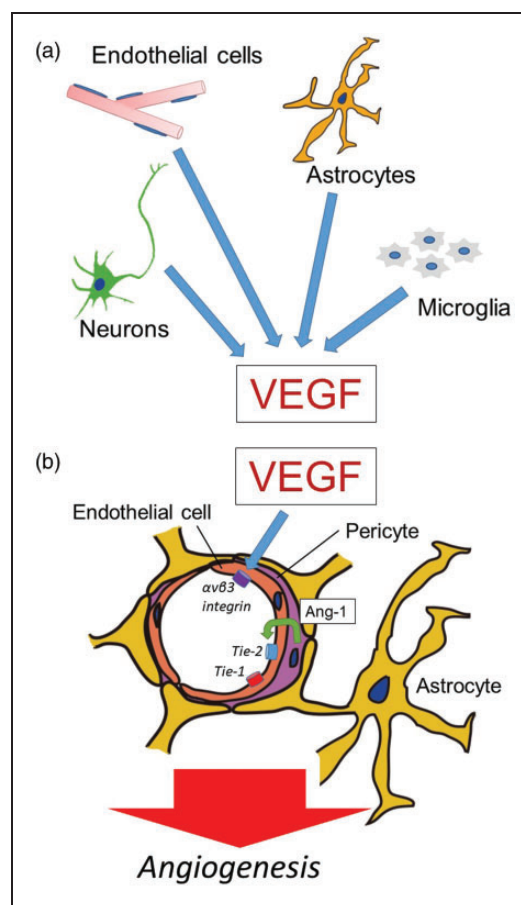 (a)
Endothelial cells
Astrocytes
Neurons
Microglia
VEGF
(b)
VEGF
Endothelial cell
Pericyte
αvβ3
integrin
Ang-1
Tie-2
Tie-1
Astrocyte
Angiogenesis